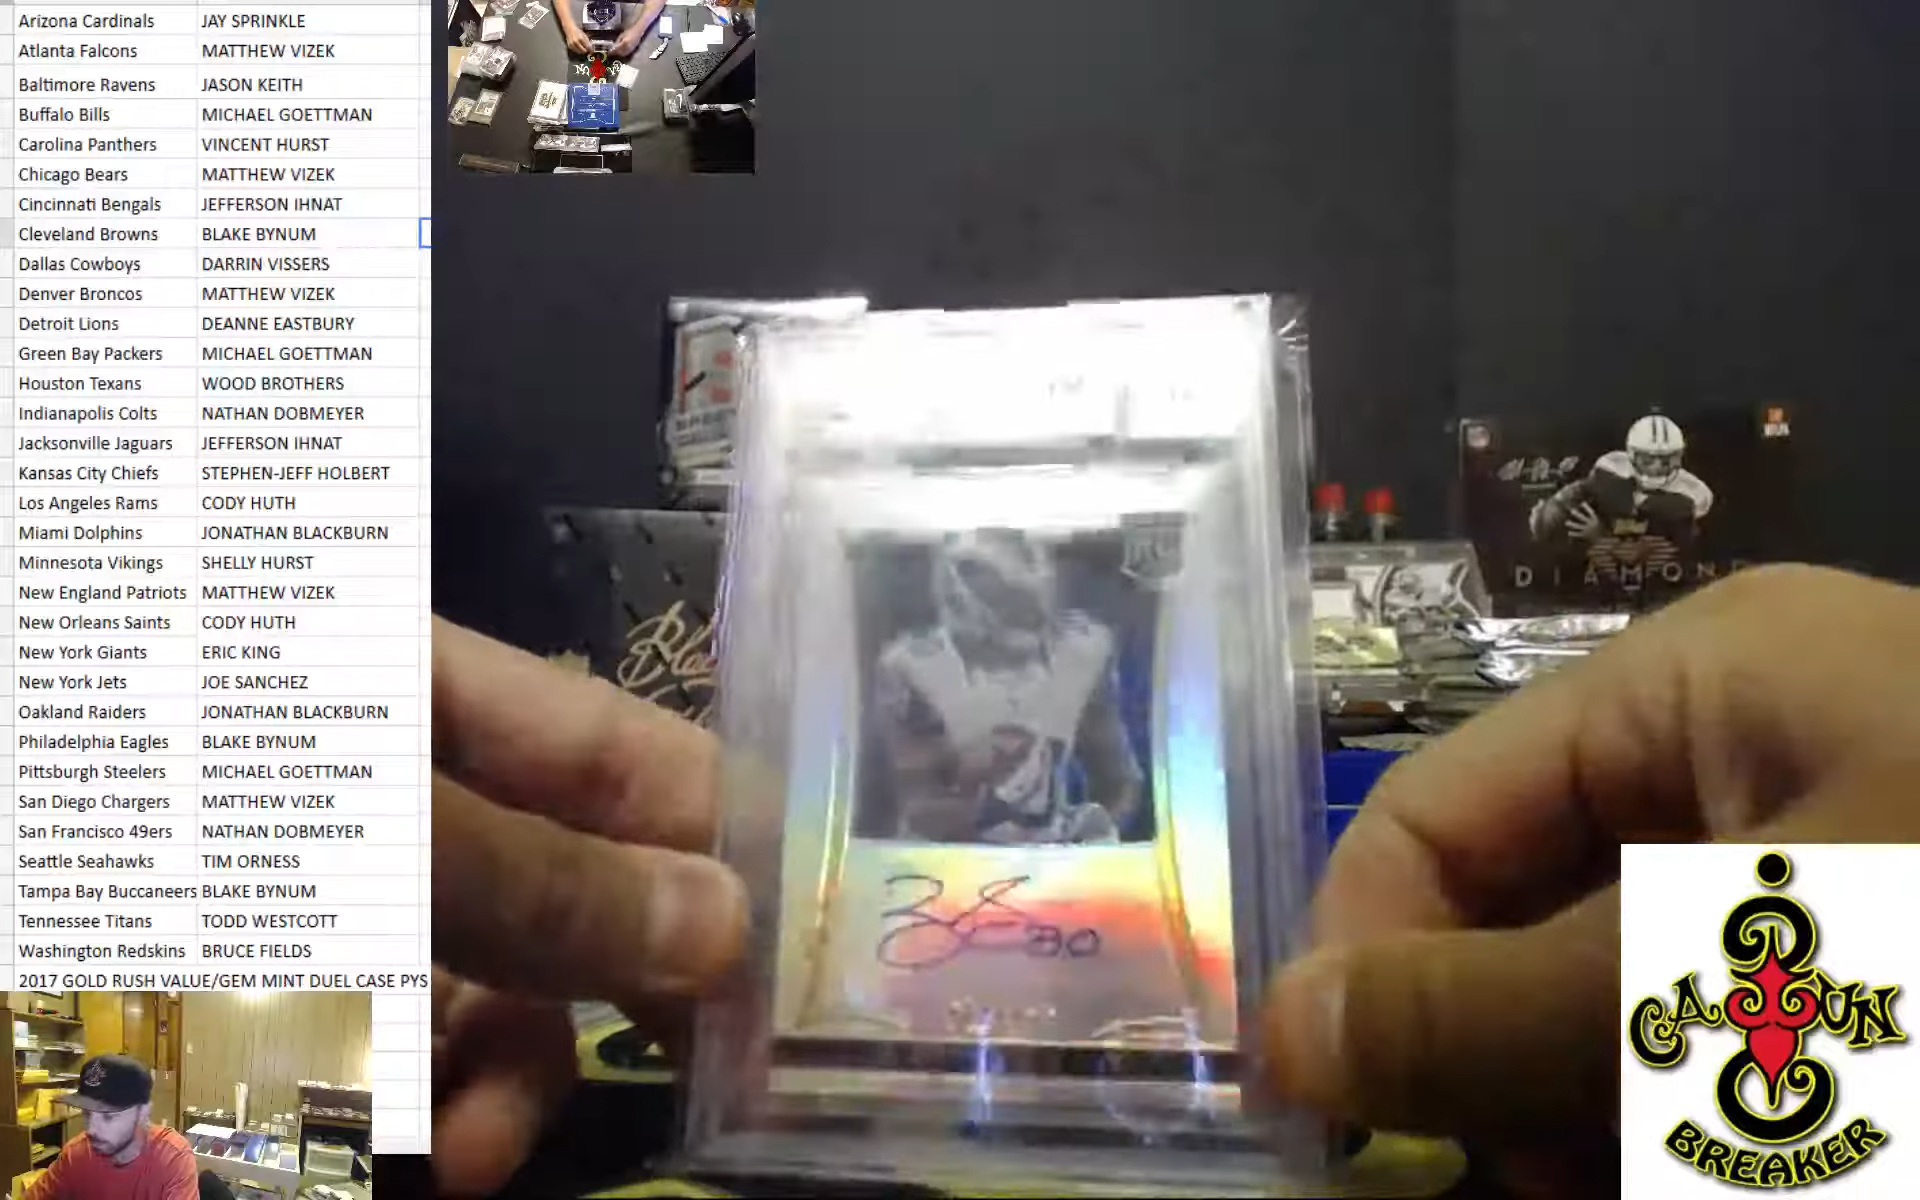 Arizona Cardinals JAY SPRINKLE
Atlanta Falcons MATTHEW VIZEK
Baltimore Ravens JASON KEITH
Buffalo Bills MICHAEL GOETTMAN
Carolina Panthers VINCENT HURST
Chicago Bears MATTHEW VIZEK
Cincinnati Bengals JEFFERSON IHNAT
Cleveland Browns BLAKE BYNUM
Dallas Cowboys DARRIN VISSERS
Denver Broncos MATTHEW VIZEK
Detroit Lions DEANNE EASTBURY
Green Bay Packers MICHAEL GOETTMAN
Houston Texans WOOD BROTHERS
Indianapolis Colts NATHAN DOBMEYER
Jacksonville Jaguars JEFFERSON IHNAT
Kansas City Chiefs STEPHEN-JEFF HOLBERT
Los Angeles Rams CODY HUTH
Miami Dolphins JONATHAN BLACKBURN
Minnesota Vikings SHELLY HURST
New England Patriots MATTHEW VIZEK
New Orleans Saints CODY HUTH
New York Giants ERIC KING
New York Jets JOE SANCHEZ
Oakland Raiders JONATHAN BLACKBURN
Philadelphia Eagles BLAKE BYNUM
Pittsburgh Steelers MICHAEL GOETTMAN
San Diego Chargers MATTHEW VIZEK
San Francisco 49ers NATHAN DOBMEYER
Seattle Seahawks TIM ORNESS
Tampa Bay Buccaneers BLAKE BYNUM
Tennessee Titans TODD WESTCOTT
Washington Redskins BRUCE FIELDS
2017 GOLD RUSH VALUE/GEM MINT DUEL CASE PYS
RC
30
DIAMOND
CAJUN
BREAKER